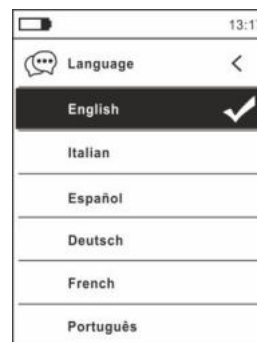 13:17
Language
English
Italian
Español
Deutsch
French
Português